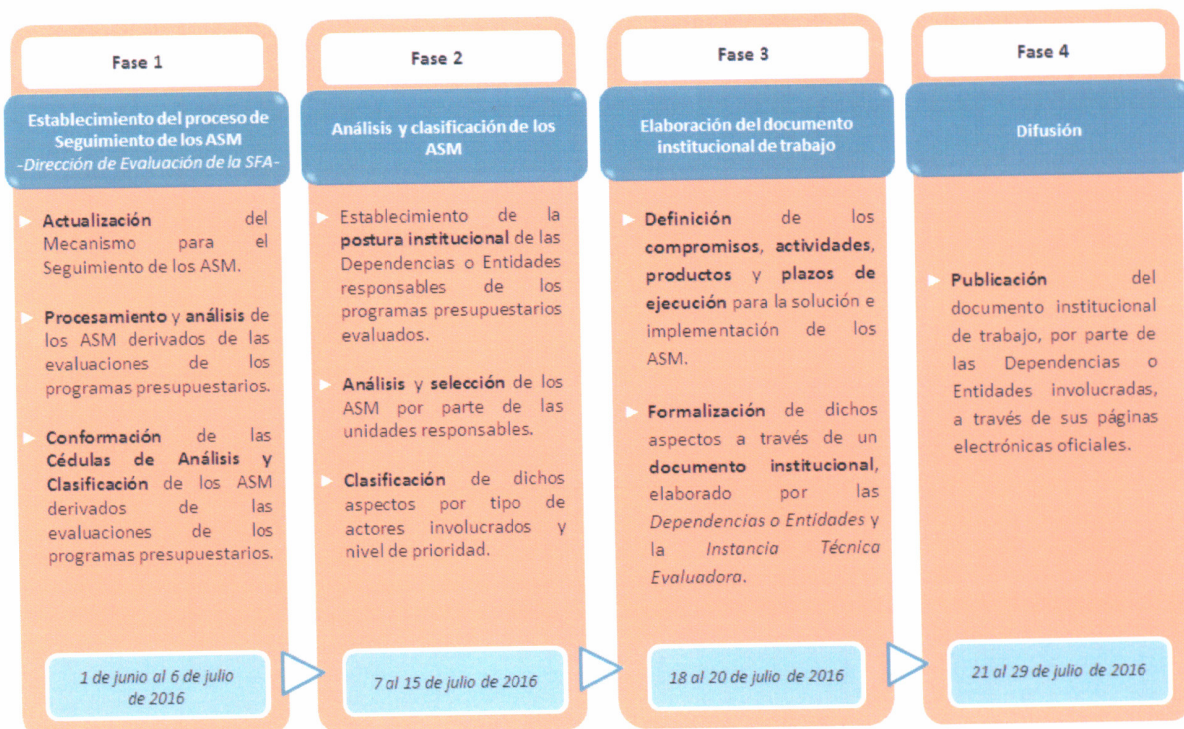 Fase 1
Establecimiento del proceso de
Seguimiento de los ASM
-Dirección de Evaluación de la SFA-
Actualización del
Mecanismo para el
Seguimiento de los ASM.
Procesamiento y análisis de
los ASM derivados de las
evaluaciones de los
programas presupuestarios.
Conformación de las
Cédulas de Análisis y
Clasificación de los ASM
derivados de las
evaluaciones de los
programas presupuestarios.
1 de junio al 6 de julio
de 2016
Fase 2
Análisis y clasificación de los
ASM
Establecimiento de la
postura institucional de las
Dependencias o Entidades
responsables de los
programas presupuestarios
evaluados.
Análisis y selección de los
ASM por parte de las
unidades responsables.
Clasificación de dichos
aspectos por tipo de
actores involucrados y
nivel de prioridad.
7 al 15 de julio de 2016
Fase 3
Elaboración del documento
institucional de trabajo
Definición de los
compromisos, actividades,
productos y plazos de
ejecución para la solución e
implementación de los
ASM.
Formalización de dichos
aspectos a través de un
documento institucional,
elaborado por las
Dependencias o Entidades y
la Instancia Técnica
Evaluadora.
18 al 20 de julio de 2016
Fase 4
Difusión
Publicación del
documento institucional
de trabajo, por parte de
las Dependencias o
Entidades involucradas,
a través de sus páginas
electrónicas oficiales.
21 al 29 de julio de 2016